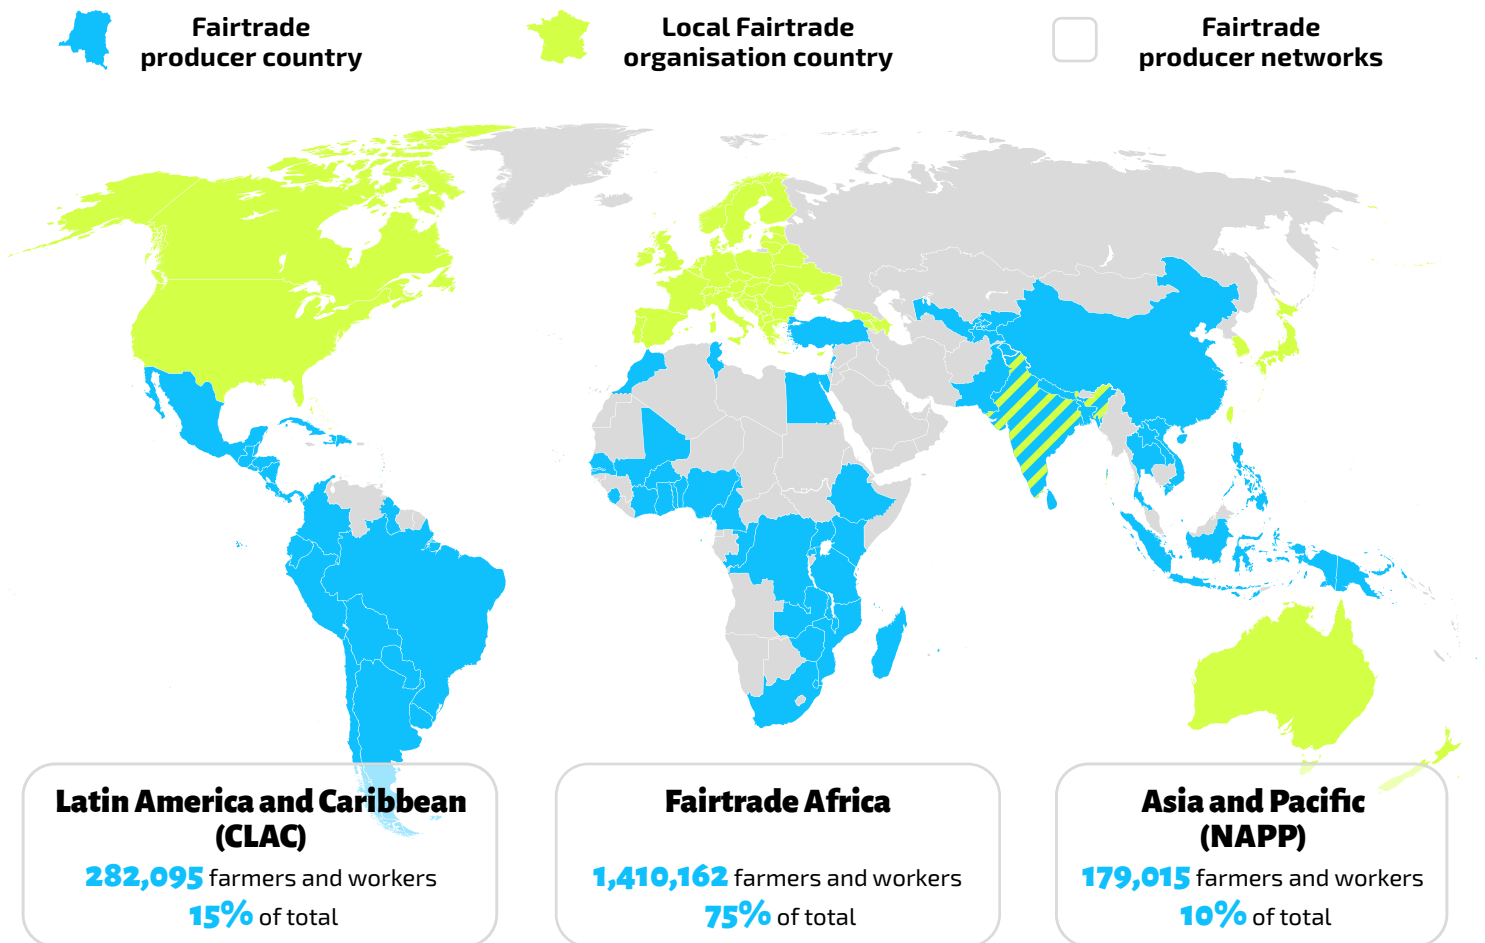 Fairtrade
producer country
Local Fairtrade
organisation country
Fairtrade
producer networks
Latin America and Caribbean
(CLAC)
282,095 farmers and workers
15% of total
Fairtrade Africa
1,410,162 farmers and workers
75% of total
Asia and Pacific
(NAPP)
179,015 farmers and workers
10% of total